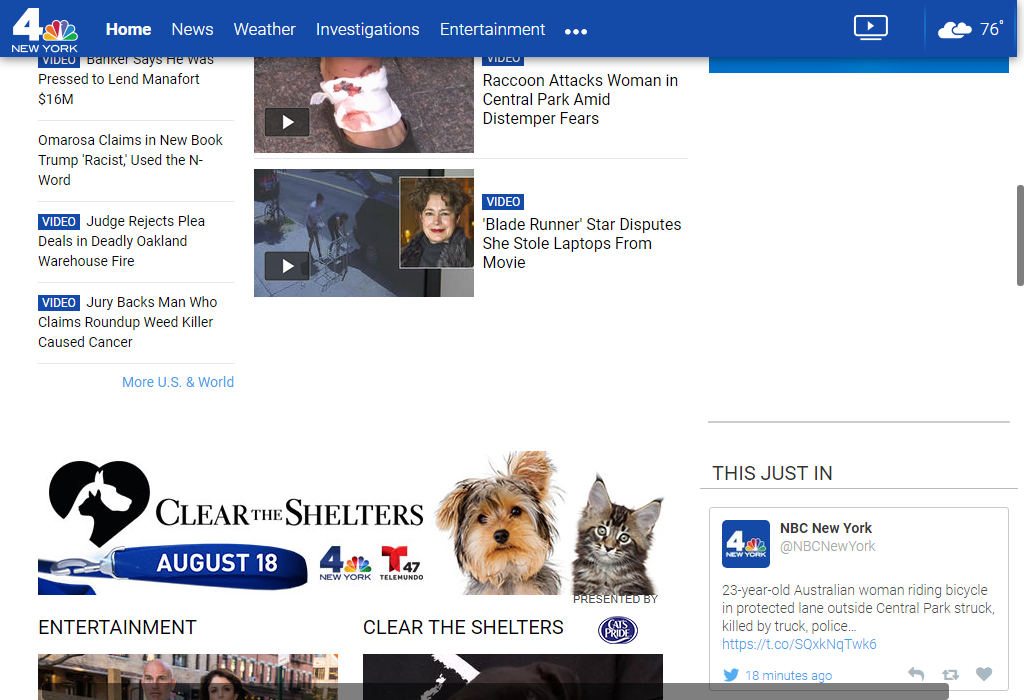 4
NEW YORK
Home News Weather Investigations Entertainment ••• 76°
VIDEO Banker Says He Was
Pressed to Lend Manafort
$16M
Omarosa Claims in New Book
Trump 'Racist,' Used the N-
Word
VIDEO Judge Rejects Plea
Deals in Deadly Oakland
Warehouse Fire
VIDEO Jury Backs Man Who
Claims Roundup Weed Killer
Caused Cancer
More U.S. & World
VIDEO
Raccoon Attacks Woman in
Central Park Amid
Distemper Fears
VIDEO
'Blade Runner' Star Disputes
She Stole Laptops From
Movie
CLEAR THE SHELTERS
AUGUST 18
4
NEW YORK
T 47
TELEMUNDO
PRESENTED BY
CAT'S
PRIDE
ENTERTAINMENT
CLEAR THE SHELTERS
THIS JUST IN
4
NEW YORK
NBC New York
@NBCNewYork
23-year-old Australian woman riding bicycle
in protected lane outside Central Park struck,
killed by truck, police...
https://t.co/SQxkNqTwk6
18 minutes ago